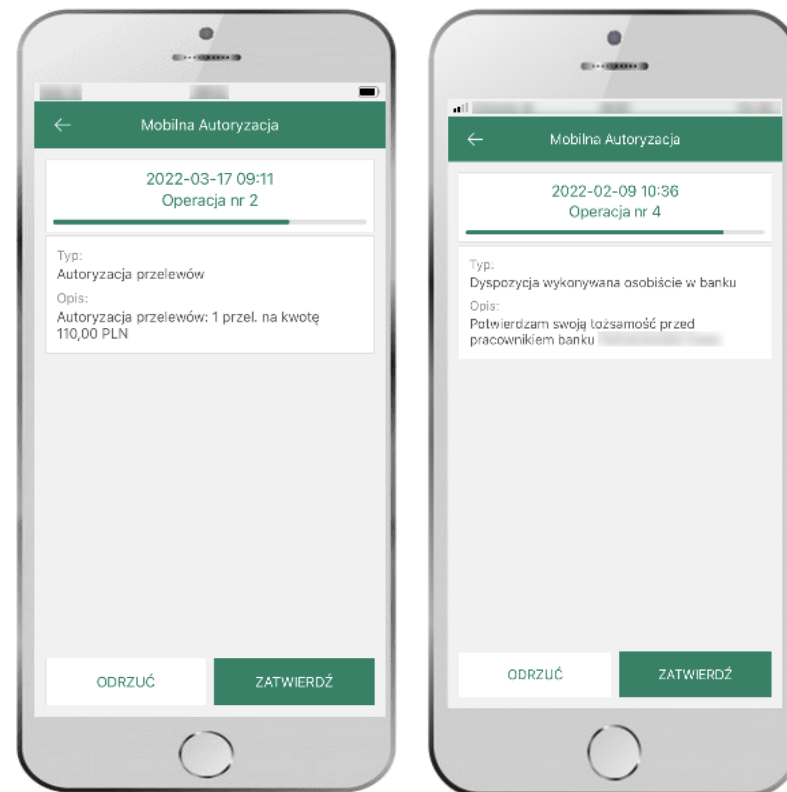 Mobilna Autoryzacja
2022-03-17 09:11
Operacja nr 2
Typ:
Autoryzacja przelewów
Opis:
Autoryzacja przelewów: 1 przel. na kwotę
110,00 PLN
ODRZUĆ
ZATWIERDŹ
Mobilna Autoryzacja
2022-02-09 10:36
Operacja nr 4
Typ:
Dyspozycja wykonywana osobiście w banku
Opis:
Potwierdzam swoją tożsamość przed
pracownikiem banku
ODRZUĆ
ZATWIERDŹ